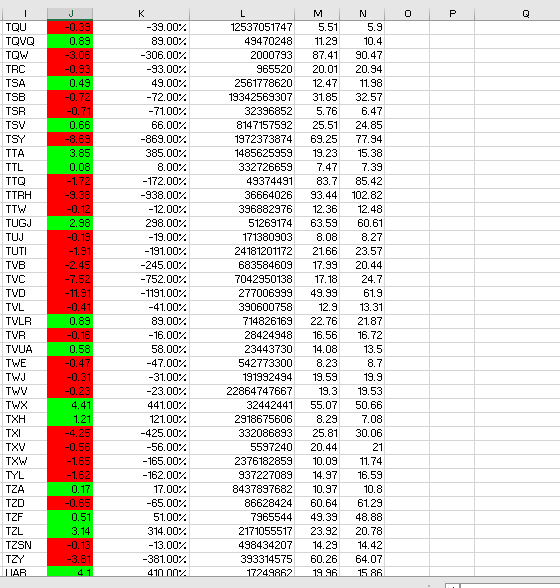 I J K L M N O P Q
TQU -0.39 -39.00% 12537051747 5.51 5.9
TQVQ 0.89 89.00% 49470248 11.29 10.4
TQW -3.06 -306.00% 2000793 87.41 90.47
TRC -0.93 -93.00% 965520 20.01 20.94
TSA 0.49 49.00% 2561778620 12.47 11.98
TSB -0.72 -72.00% 19342569307 31.85 32.57
TSR -0.71 -71.00% 32396852 5.76 6.47
TSV 0.66 66.00% 8147157592 25.51 24.85
TSY -8.69 -869.00% 1972373874 69.25 77.94
TTA 3.85 385.00% 1485625959 19.23 15.38
TTL 0.08 8.00% 332726659 7.47 7.39
TTQ -1.72 -172.00% 49374491 83.7 85.42
TTRH -9.38 -938.00% 36664026 93.44 102.82
TTW -0.12 -12.00% 396882976 12.36 12.48
TUGJ 2.98 298.00% 51269174 63.59 60.61
TUJ -0.19 -19.00% 171380903 8.08 8.27
TUTI -1.91 -191.00% 24181201172 21.66 23.57
TVB -2.45 -245.00% 683584609 17.99 20.44
TVC -7.52 -752.00% 7042950138 17.18 24.7
TVD -11.91 -1191.00% 277006999 49.99 61.9
TVL -0.41 -41.00% 390600758 12.9 13.31
TVLR 0.89 89.00% 714826169 22.76 21.87
TVR -0.16 -16.00% 28424948 16.56 16.72
TVUA 0.58 58.00% 23443730 14.08 13.5
TWE -0.47 -47.00% 542773300 8.23 8.7
TWJ -0.31 -31.00% 191992494 19.59 19.9
TWV -0.23 -23.00% 22864747667 19.3 19.53
TWX 4.41 441.00% 32442441 55.07 50.66
TXH 1.21 121.00% 2918675606 8.29 7.08
TXI -4.25 -425.00% 332086893 25.81 30.06
TXV -0.56 -56.00% 5597240 20.44 21
TXW -1.65 -165.00% 2376182859 10.09 11.74
TYL -1.62 -162.00% 937227089 14.97 16.59
TZA 0.17 17.00% 8437897682 10.97 10.8
TZD -0.65 -65.00% 86628424 60.64 61.29
TZF 0.51 51.00% 7965544 49.39 48.88
TZL 3.14 314.00% 2171055517 23.92 20.78
TZSN -0.13 -13.00% 498434207 14.29 14.42
TZY -3.81 -381.00% 393314575 60.26 64.07
UAB 4.1 410.00% 17249862 19.96 15.86